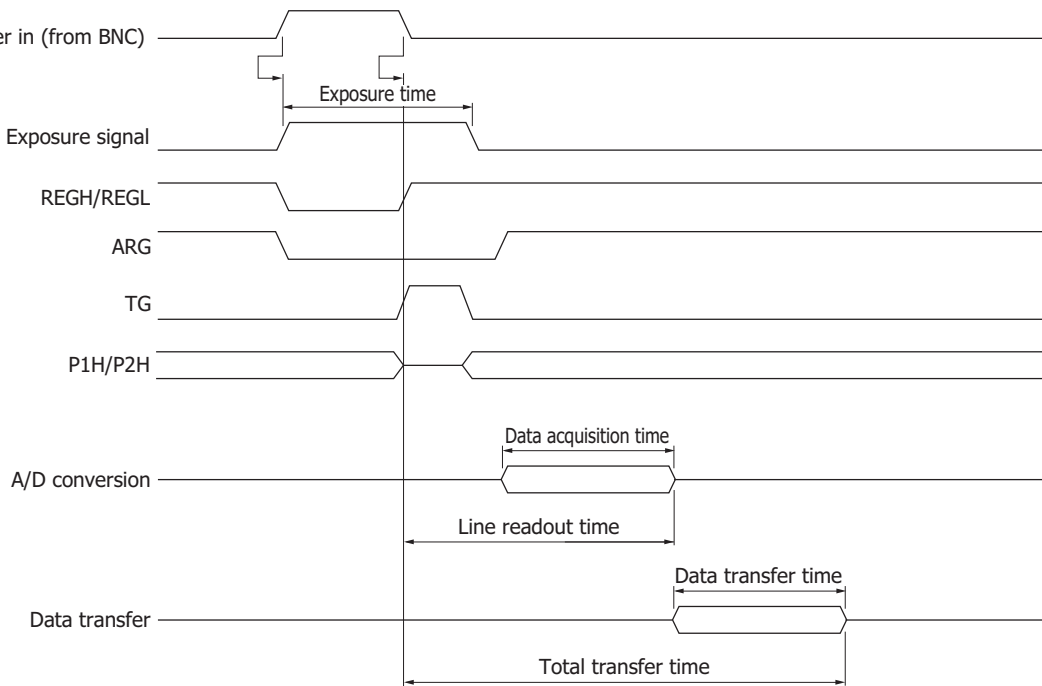 er in (from BNC)
Exposure time
Exposure signal
REGH/REGL
ARG
TG
P1H/P2H
Data acquisition time
A/D conversion
Line readout time
Data transfer time
Data transfer
Total transfer time